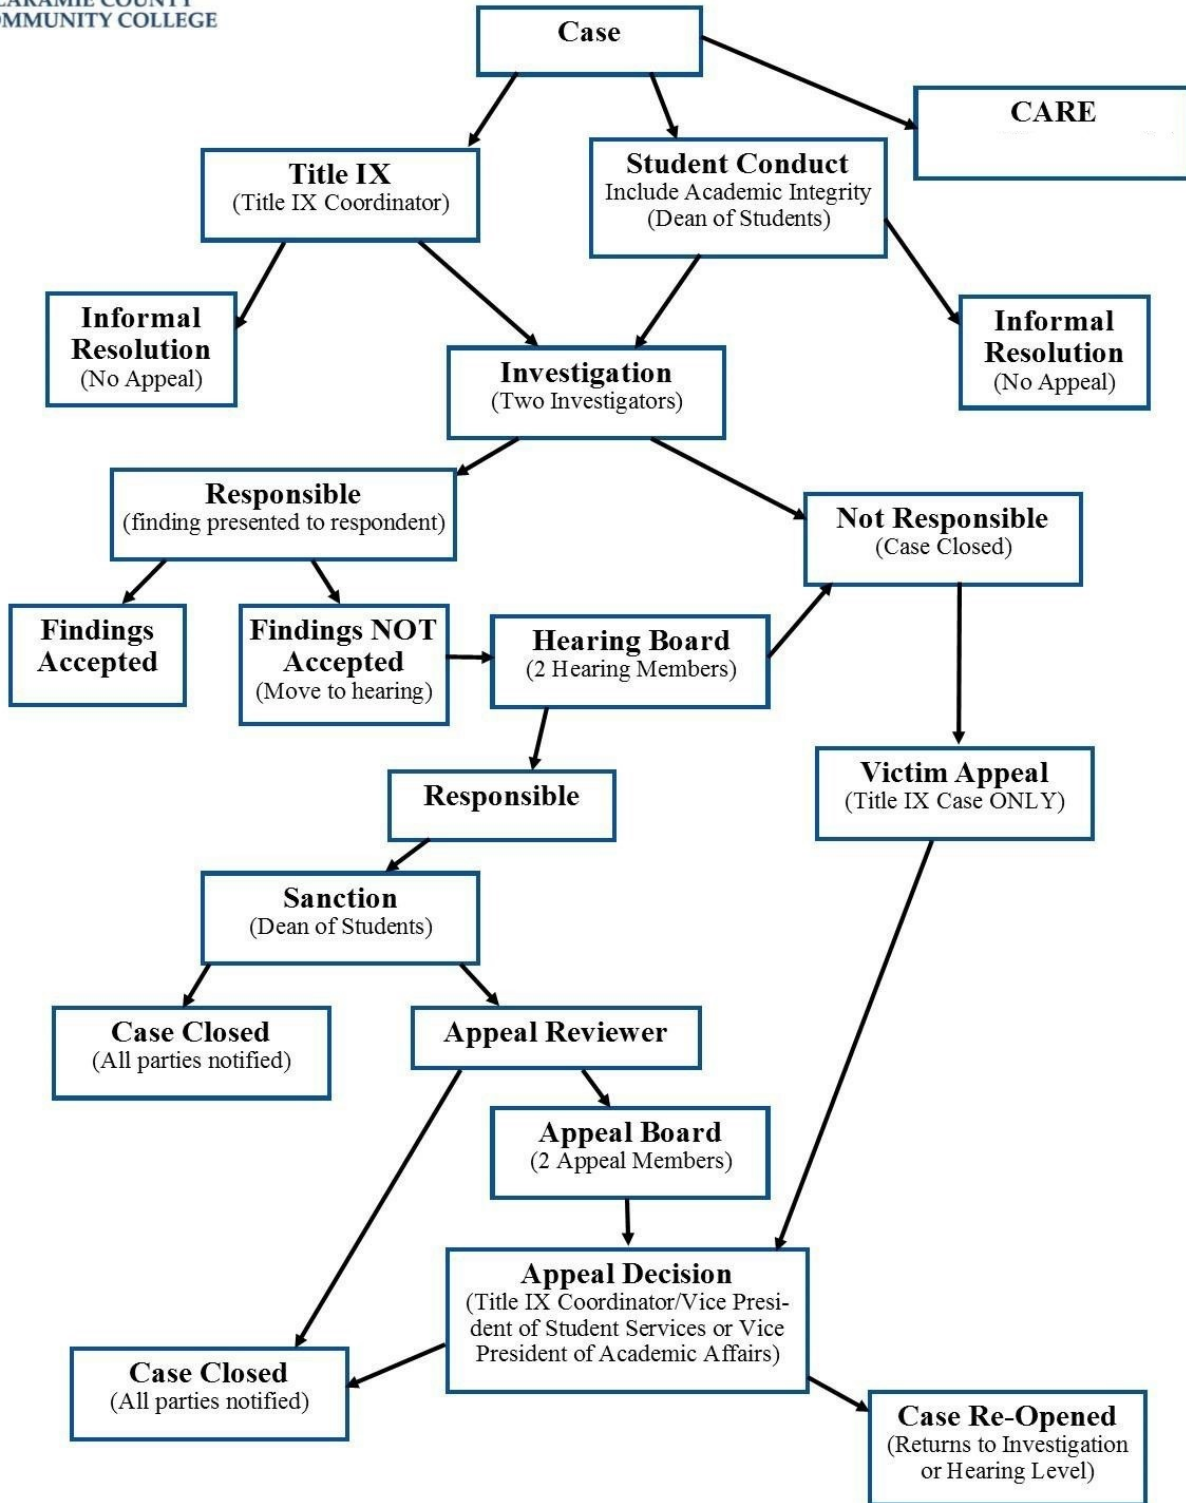 LARAMIE COUNTY
COMMUNITY COLLEGE
Case
CARE
Title IX
(Title IX Coordinator)
Student Conduct
Include Academic Integrity
(Dean of Students)
Informal
Resolution
(No Appeal)
Investigation
(Two Investigators)
Informal
Resolution
(No Appeal)
Responsible
(finding presented to respondent)
Not Responsible
(Case Closed)
Findings
Accepted
Findings NOT
Accepted
(Move to hearing)
Hearing Board
(2 Hearing Members)
Responsible
Victim Appeal
(Title IX Case ONLY)
Sanction
(Dean of Students)
Case Closed
(All parties notified)
Appeal Reviewer
Appeal Board
(2 Appeal Members)
Appeal Decision
(Title IX Coordinator/Vice Presi-
dent of Student Services or Vice
President of Academic Affairs)
Case Closed
(All parties notified)
Case Re-Opened
(Returns to Investigation
or Hearing Level)